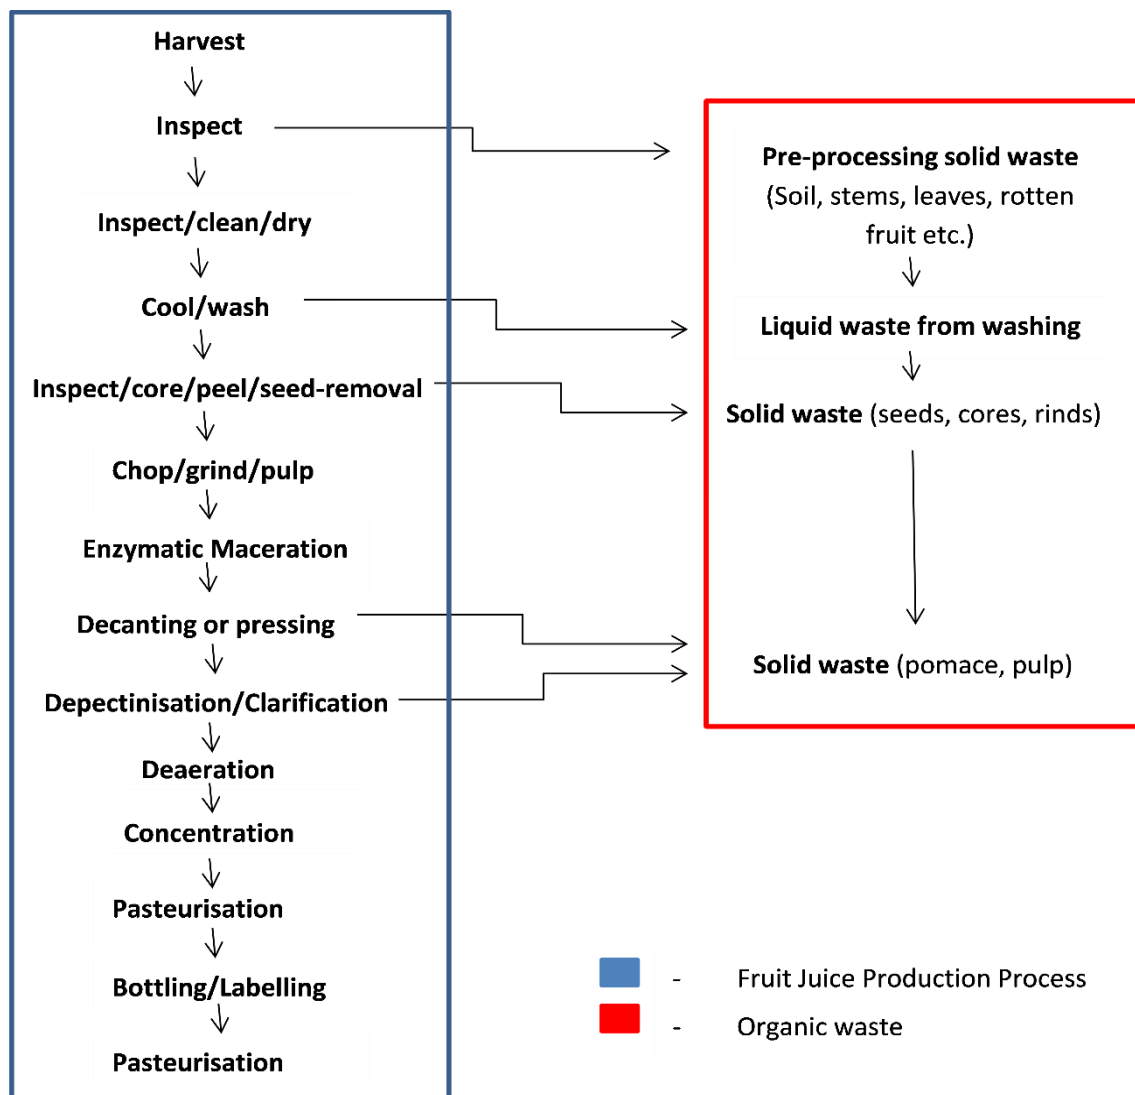 Harvest
Inspect
Inspect/clean/dry
Cool/wash
Inspect/core/peel/seed-removal
Chop/grind/pulp
Enzymatic Maceration
Decanting or pressing
Depectinisation/Clarification
Deaeration
Concentration
Pasteurisation
Bottling/Labelling
Pasteurisation
Pre-processing solid waste
(Soil, stems, leaves, rotten
fruit etc.)
Liquid waste from washing
Solid waste (seeds, cores, rinds)
Solid waste (pomace, pulp)
- Fruit Juice Production Process
- Organic waste